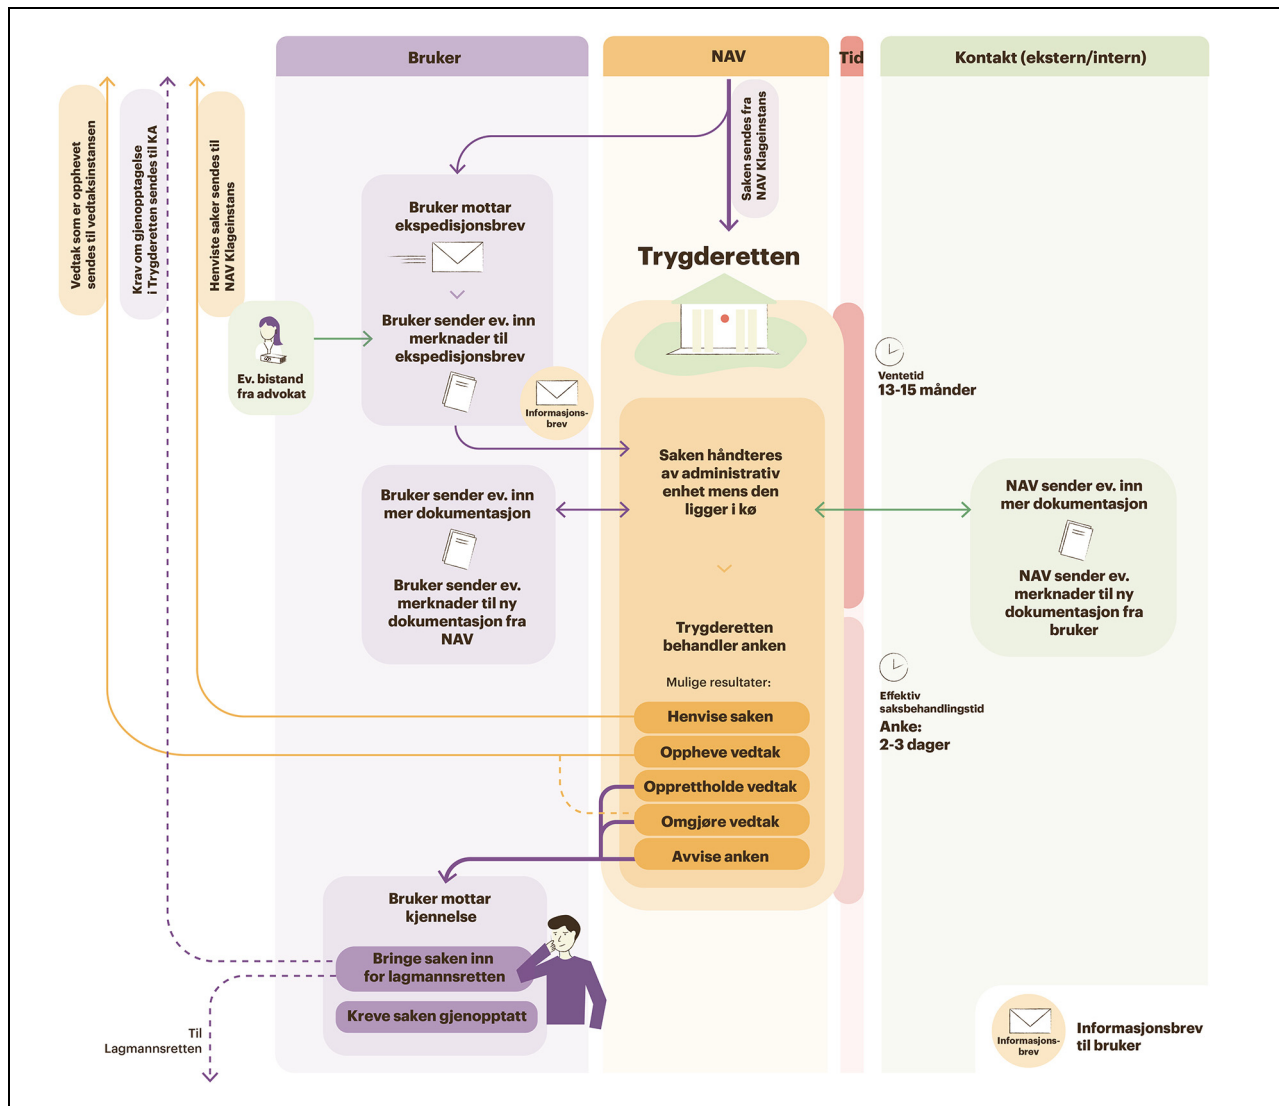 Bruker
NAV
Tid
Kontakt (ekstern/intern)
Vedtak som er opphevet
sendes til vedtaksinstansen
Krav om gjenopptagelse
i Trygderetten sendes til KA
Henviste saker sendes til
NAV Klageinstans
Saken sendes fra
NAV Klageinstans
Bruker mottar
ekspedisjonsbrev
Bruker sender ev. inn
merknader til
ekspedisjonsbrev
Ev. bistand
fra advokat
Informasjons-
brev
Trygderetten
Ventetid
13-15 månder
Saken håndteres
av administrativ
enhet mens den
ligger i kø
Bruker sender ev. inn
mer dokumentasjon
Bruker sender ev.
merknader til ny
dokumentasjon fra
NAV
NAV sender ev. inn
mer dokumentasjon
NAV sender ev.
merknader til ny
dokumentasjon fra
bruker
Trygderetten
behandler anken
Mulige resultater:
Henvise saken
Oppheve vedtak
Opprettholde vedtak
Omgjøre vedtak
Avvise anken
Effektiv
saksbehandlingstid
Anke:
2-3 dager
Bruker mottar
kjennelse
Bringe saken inn
for lagmannsretten
Kreve saken gjenopptatt
Til
Lagmannsretten
Informasjons-
brev
Informasjonsbrev
til bruker